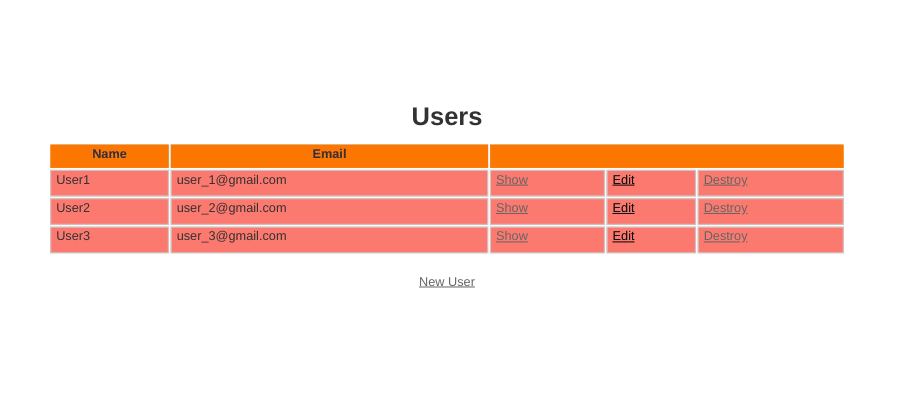 Users
Name Email
User1 user_1@gmail.com Show Edit Destroy
User2 user_2@gmail.com Show Edit Destroy
User3 user_3@gmail.com Show Edit Destroy
New User